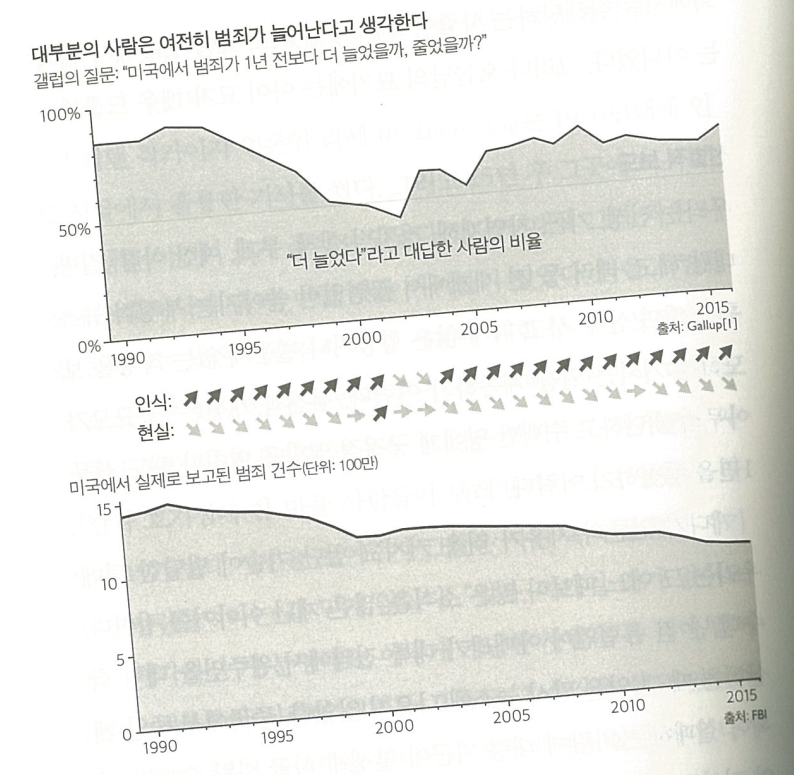 대부분의 사람은 여전히 범죄가 늘어난다고 생각한다
갤럽의 질문: “미국에서 범죄가 1년 전보다 더 늘었을까, 줄었을까?”
100%
50%
“더 늘었다”라고 대답한 사람의 비율
0%
1990 1995 2000 2005 2010 2015
출처: Gallup[1]
인식:
현실:
미국에서 실제로 보고된 범죄 건수(단위: 100만)
15
10
5
0
1990 1995 2000 2005 2010 2015
출처: FBI